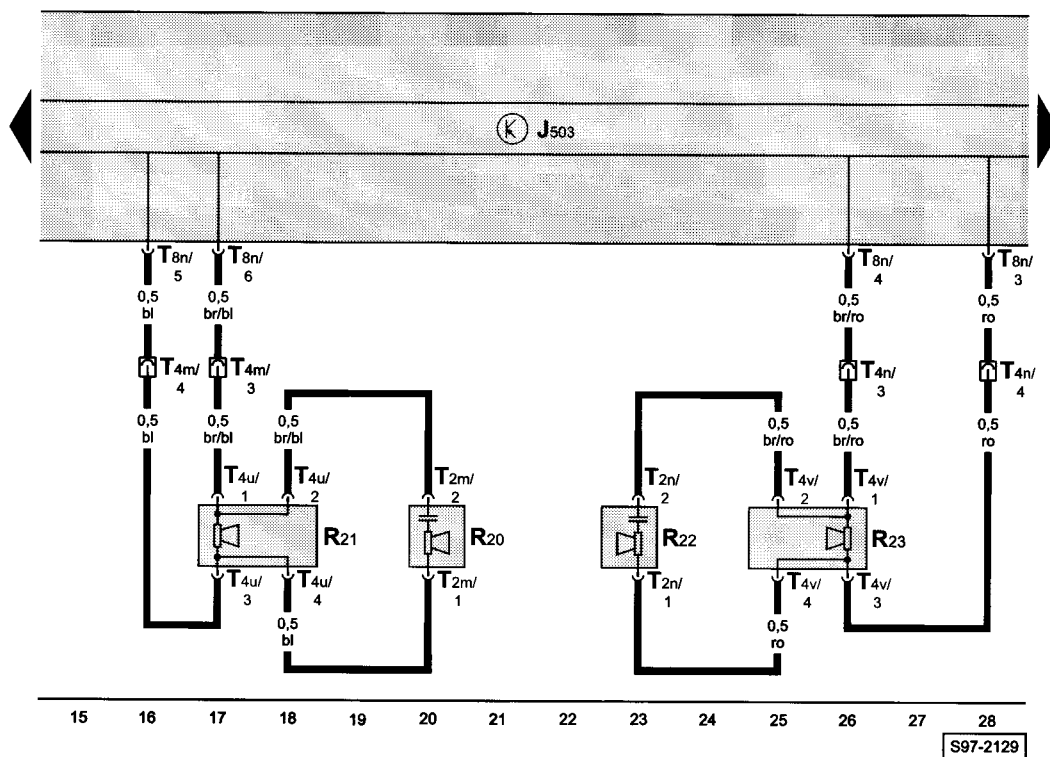 J503
T8n/
5
T8n/
6
T8n/
4
T8n/
3
0,5
bl
0,5
br/bl
0,5
br/ro
0,5
ro
T4m/
4
T4m/
3
T4n/
3
T4n/
4
0,5
bl
0,5
br/bl
0,5
br/bl
0,5
br/ro
0,5
br/ro
0,5
ro
T4u/
1
T4u/
2
T2m/
2
T2n/
2
T4v/
2
T4v/
1
R21
R20
R22
R23
T4u/
3
T4u/
4
T2m/
1
T2n/
1
T4v/
4
T4v/
3
0,5
bl
0,5
ro
15 16 17 18 19 20 21 22 23 24 25 26 27 28
S97-2129